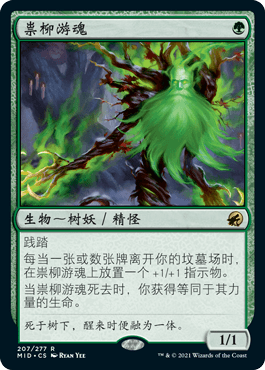 祟柳游魂
生物～树妖／精怪
践踏
每当一张或数张牌离开你的坟墓场时，
在祟柳游魂上放置一个 +1/+1 指示物。
当祟柳游魂死去时，你获得等同于其力
量的生命。
死于树下，醒来时便融为一体。
1/1
207/277 R
MID • CS RYAN YEE
™ & © 2021 Wizards of the Coast